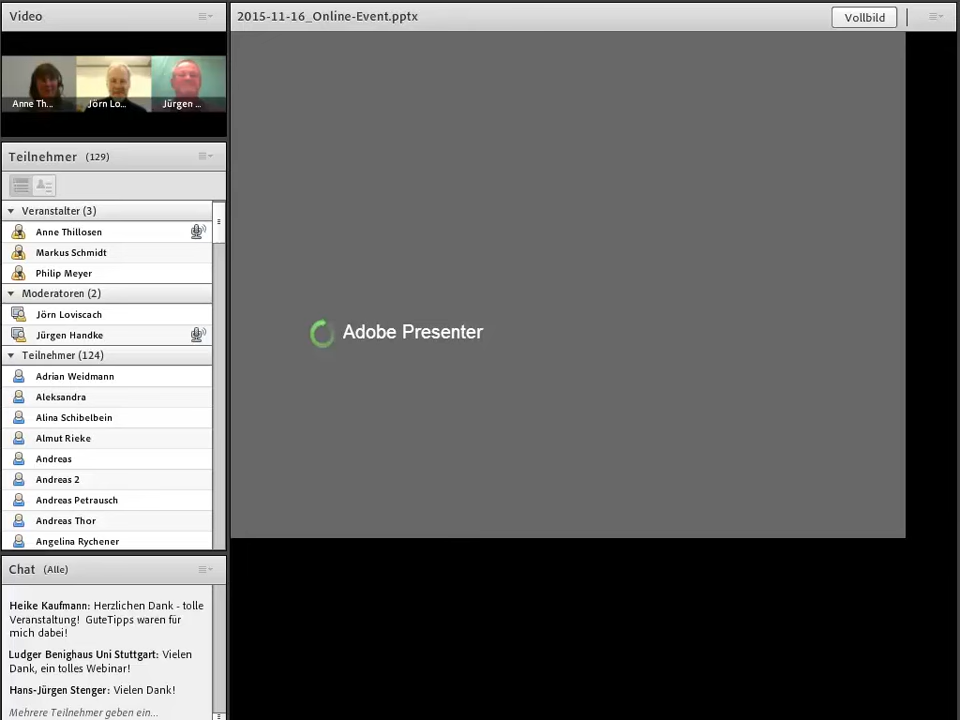 Video
2015-11-16_Online-Event.pptx
Vollbild
Anne Th...
Jörn Lo...
Jürgen ...
Teilnehmer (129)
Veranstalter (3)
Anne Thillosen
Markus Schmidt
Philip Meyer
Moderatoren (2)
Jörn Loviscach
Jürgen Handke
Teilnehmer (124)
Adrian Weidmann
Aleksandra
Alina Schibelbein
Almut Rieke
Andreas
Andreas 2
Andreas Petrausch
Andreas Thor
Angelina Rychener
Adobe Presenter
Chat (Alle)
Heike Kaufmann: Herzlichen Dank - tolle
Veranstaltung! GuteTipps waren für
mich dabei!
Ludger Benighaus Uni Stuttgart: Vielen
Dank, ein tolles Webinar!
Hans-Jürgen Stenger: Vielen Dank!
Mehrere Teilnehmer geben ein...